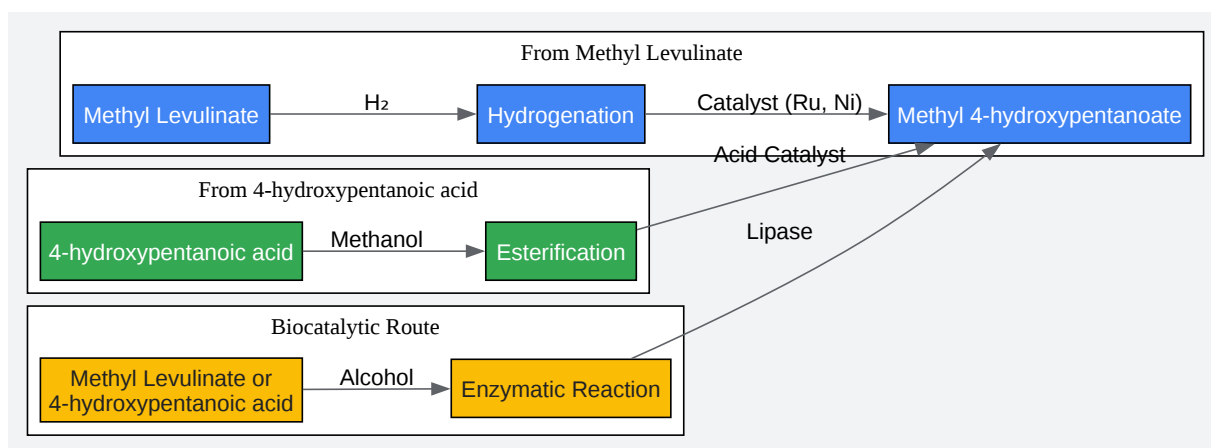 From Methyl Levulinate
Methyl Levulinate
H₂
Hydrogenation
Catalyst (Ru, Ni)
Methyl 4-hydroxypentanoate
Acid Catalyst
From 4-hydroxypentanoic acid
4-hydroxypentanoic acid
Methanol
Esterification
Lipase
Biocatalytic Route
Methyl Levulinate or
4-hydroxypentanoic acid
Alcohol
Enzymatic Reaction